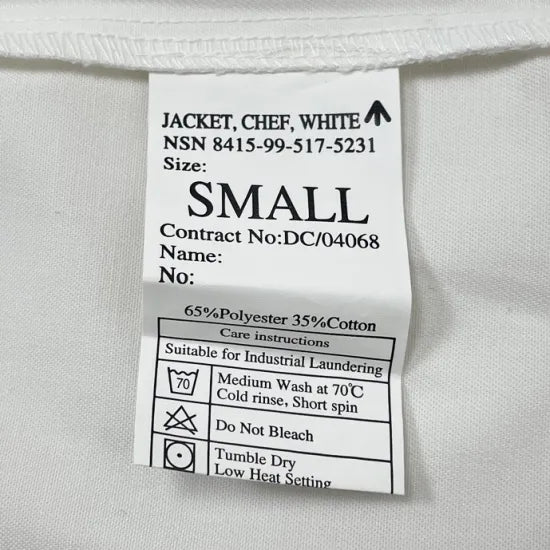 JACKET, CHEF, WHITE
NSN 8415-99-517-5231
Size:
SMALL
Contract No:DC/04068
Name:
No:
65%Polyester 35%Cotton
Care instructions
Suitable for Industrial Laundering
70
Medium Wash at 70℃
Cold rinse, Short spin
Do Not Bleach
Tumble Dry
Low Heat Setting